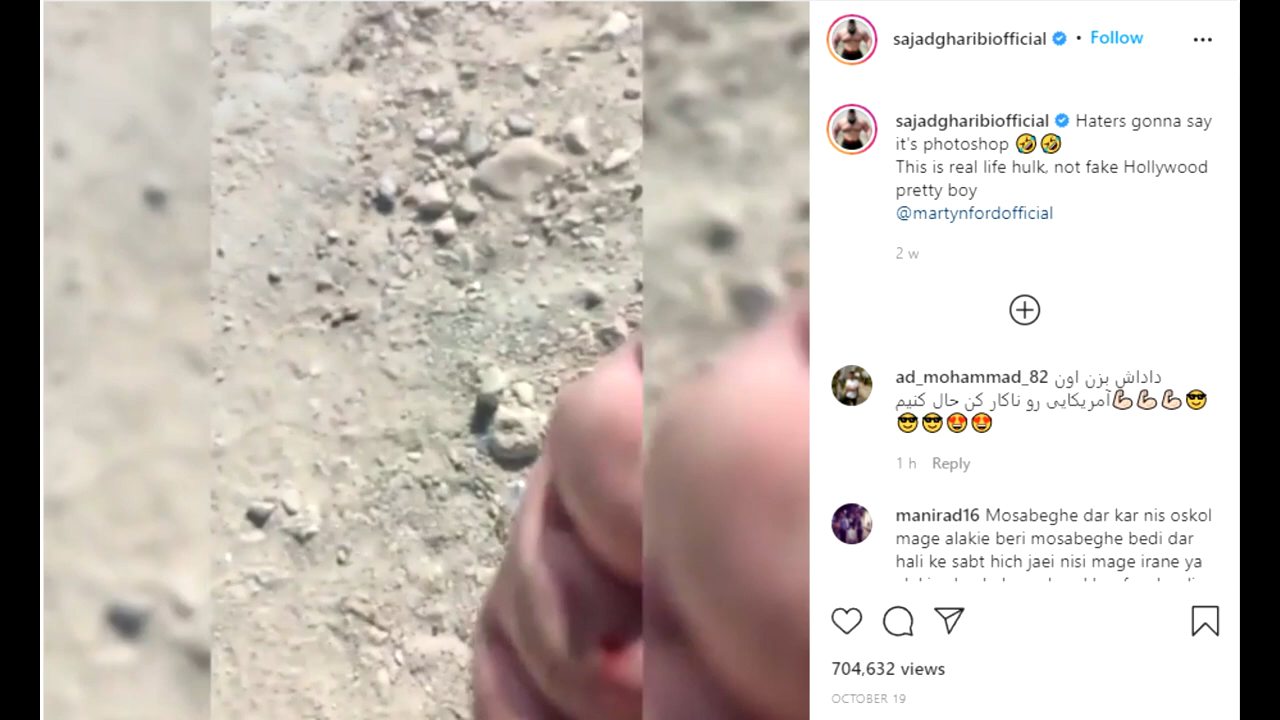 sajadgharibiofficial • Follow
sajadgharibiofficial Haters gonna say
it's photoshop 🤣🤣
This is real life hulk, not fake Hollywood
pretty boy
@martynfordofficial
2 w
ad_mohammad_82 داداش بزن اون
آمریکایی رو ناکار کن حال کنیم💪🏻💪🏻💪🏻😎
😎😎😍😍
1 h Reply
manirad16 Mosabeghe dar kar nis oskol
mage alakie beri mosabeghe bedi dar
hali ke sabt hich jaei nisi mage irane ya
704,632 views
OCTOBER 19